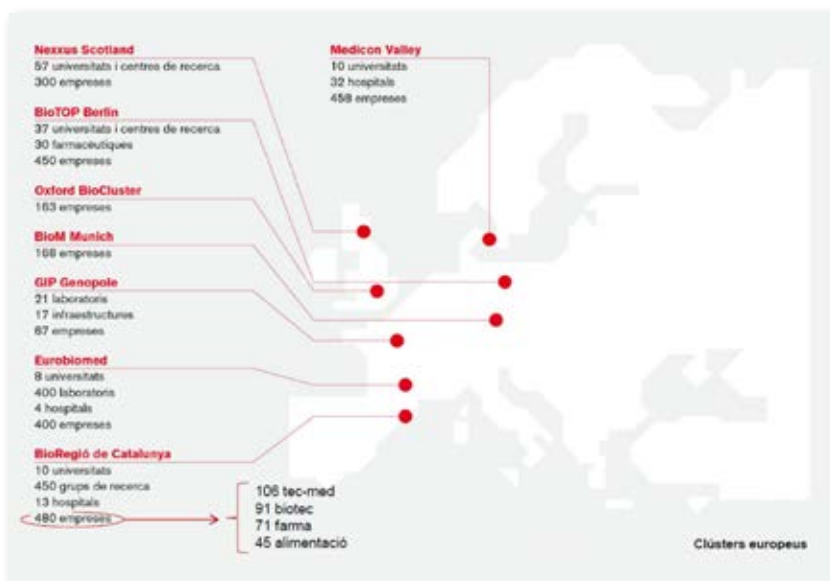 Nexxus Scotland
57 universitats i centres de recerca
300 empreses
BioTOP Berlin
37 universitats i centres de recerca
30 farmacèutiques
450 empreses
Oxford BioCluster
163 empreses
BioM Munich
168 empreses
GIP Genopole
21 laboratoris
17 infraestructures
67 empreses
Eurobiomed
8 universitats
400 laboratoris
4 hospitals
400 empreses
BioRegió de Catalunya
10 universitats
450 grups de recerca
13 hospitals
480 empreses
106 tec-med
91 biotec
71 farma
45 alimentació
Medicon Valley
10 universitats
32 hospitals
458 empreses
Clústers europeus